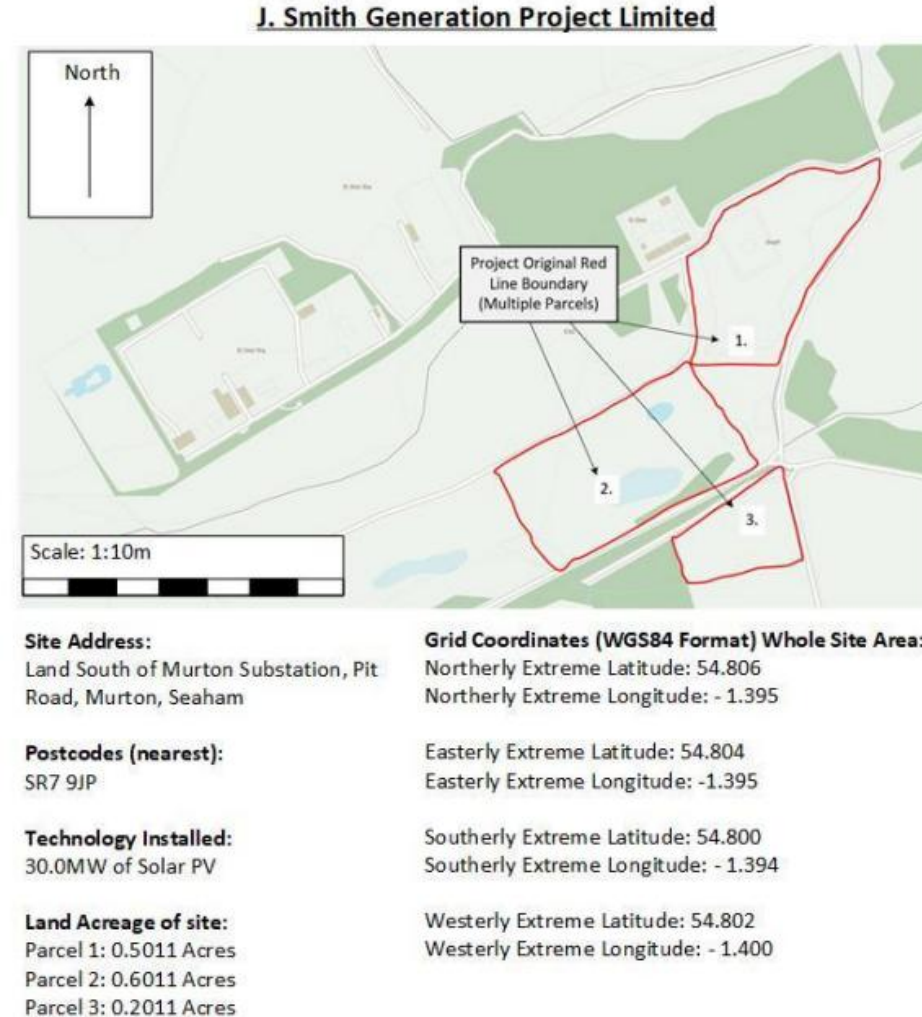 J. Smith Generation Project Limited
North
Project Original Red
Line Boundary
(Multiple Parcels)
1.
2.
3.
Scale: 1:10m
Site Address:
Land South of Murton Substation, Pit
Road, Murton, Seaham
Postcodes (nearest):
SR7 9JP
Technology Installed:
30.0MW of Solar PV
Land Acreage of site:
Parcel 1: 0.5011 Acres
Parcel 2: 0.6011 Acres
Parcel 3: 0.2011 Acres
Grid Coordinates (WGS84 Format) Whole Site Area:
Northerly Extreme Latitude: 54.806
Northerly Extreme Longitude: - 1.395
Easterly Extreme Latitude: 54.804
Easterly Extreme Longitude: -1.395
Southerly Extreme Latitude: 54.800
Southerly Extreme Longitude: - 1.394
Westerly Extreme Latitude: 54.802
Westerly Extreme Longitude: - 1.400